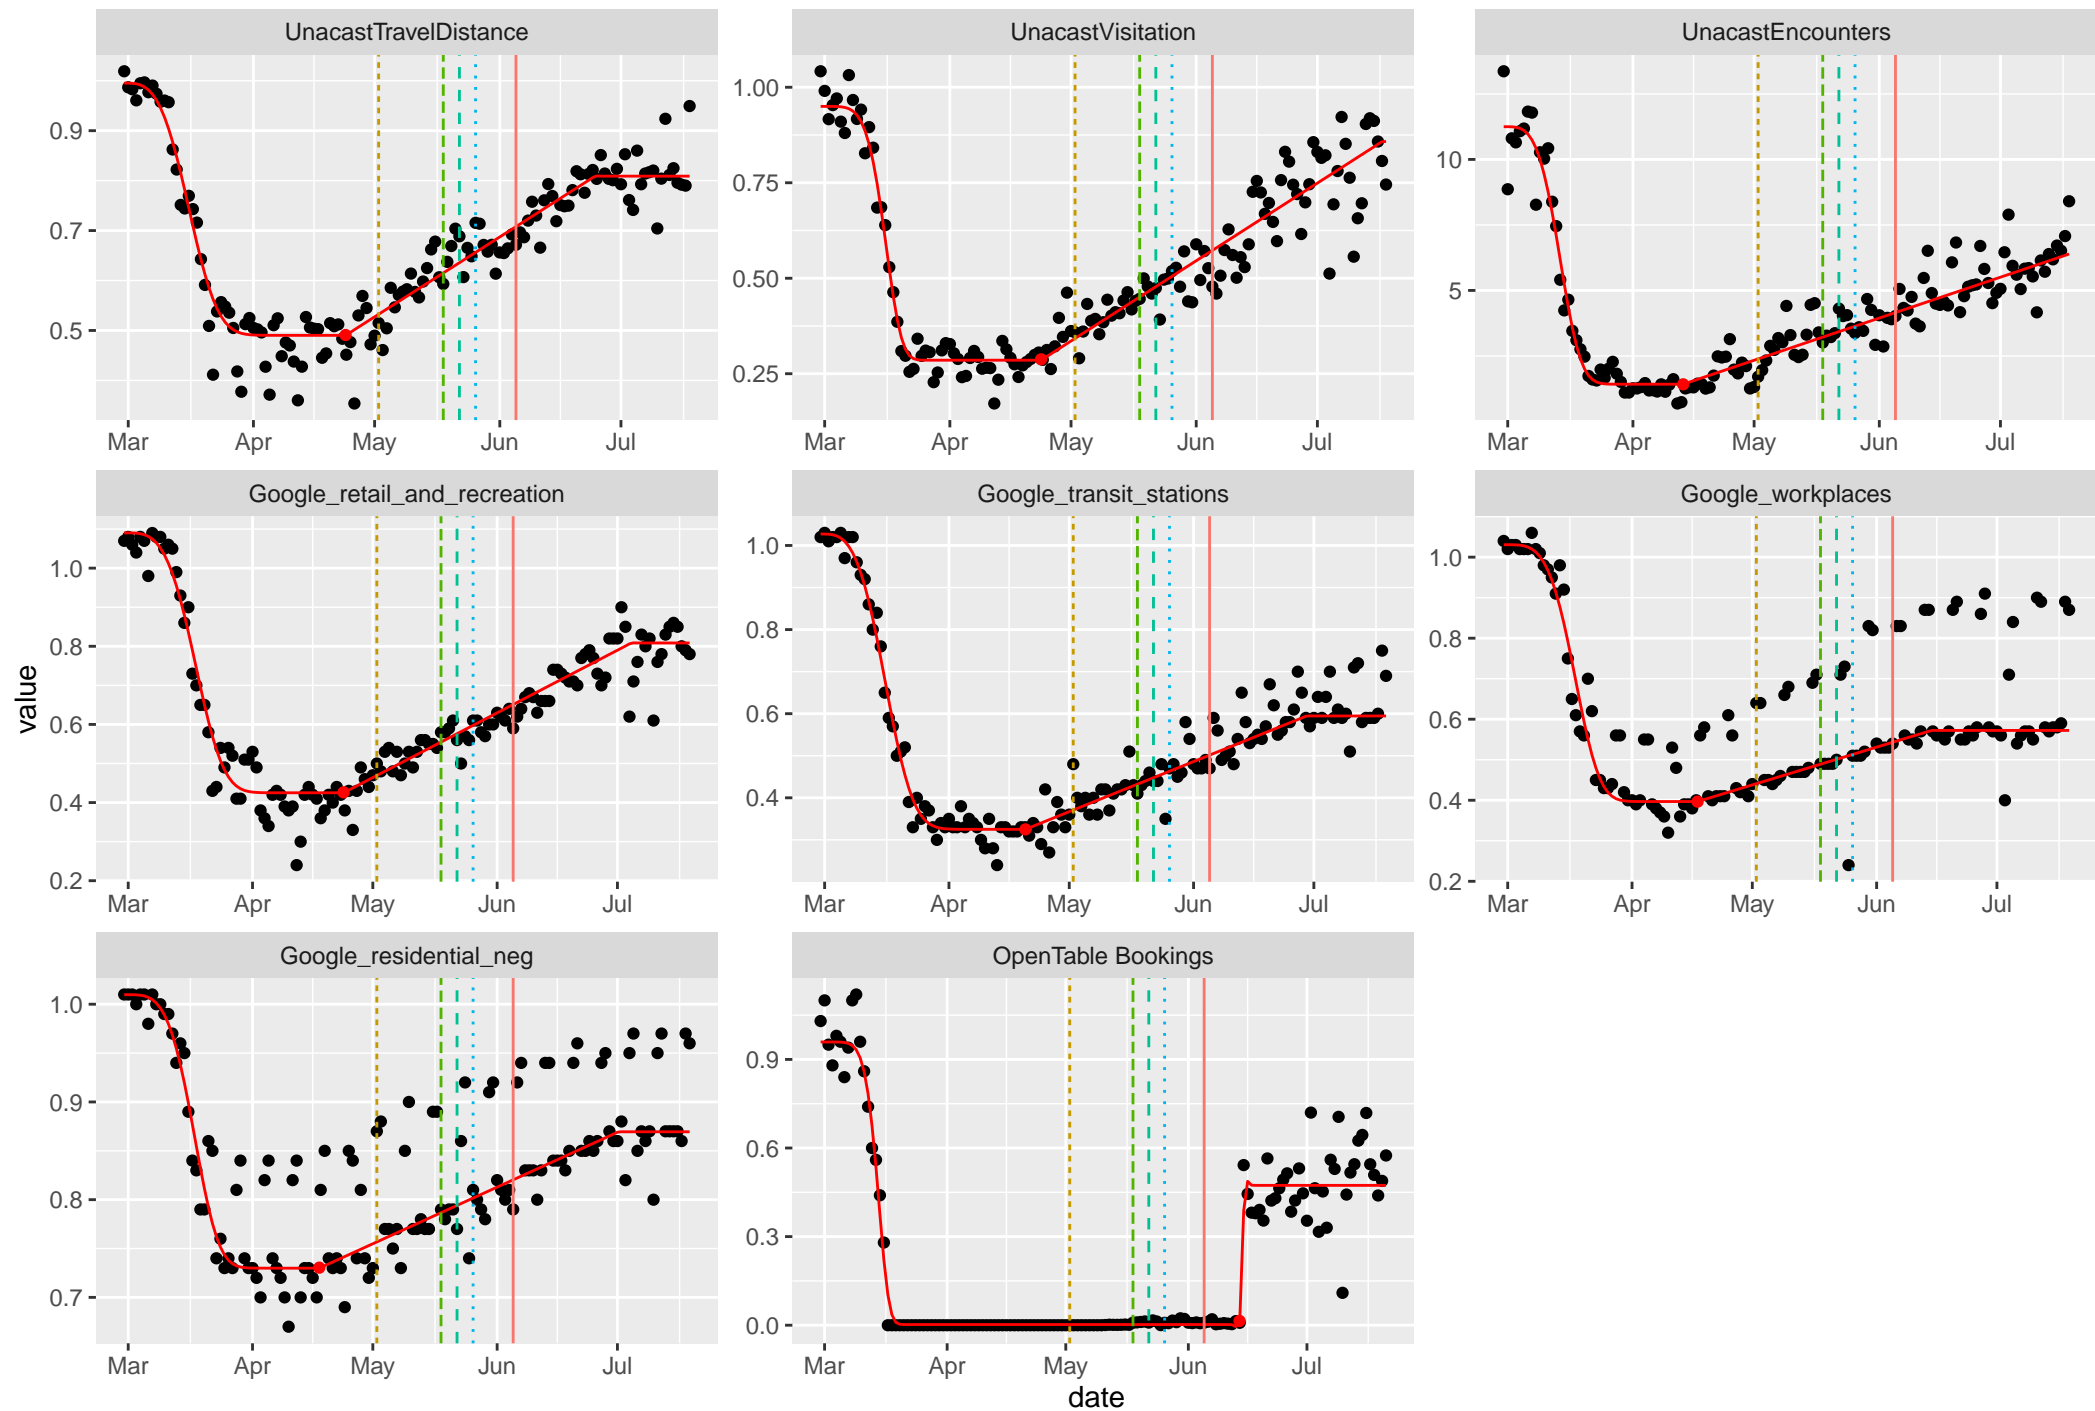 UnacastTravelDistance
UnacastVisitation
UnacastEncounters
0.9
0.7
0.5
1.00
0.75
0.50
0.25
10
5
Mar Apr May Jun Jul
Mar Apr May Jun Jul
Mar Apr May Jun Jul
Google_retail_and_recreation
Google_transit_stations
Google_workplaces
value
1.0
0.8
0.6
0.4
0.2
1.0
0.8
0.6
0.4
1.0
0.8
0.6
0.4
0.2
Mar Apr May Jun Jul
Mar Apr May Jun Jul
Mar Apr May Jun Jul
Google_residential_neg
OpenTable Bookings
1.0
0.9
0.8
0.7
0.9
0.6
0.3
0.0
Mar Apr May Jun Jul
Mar Apr May Jun Jul
date